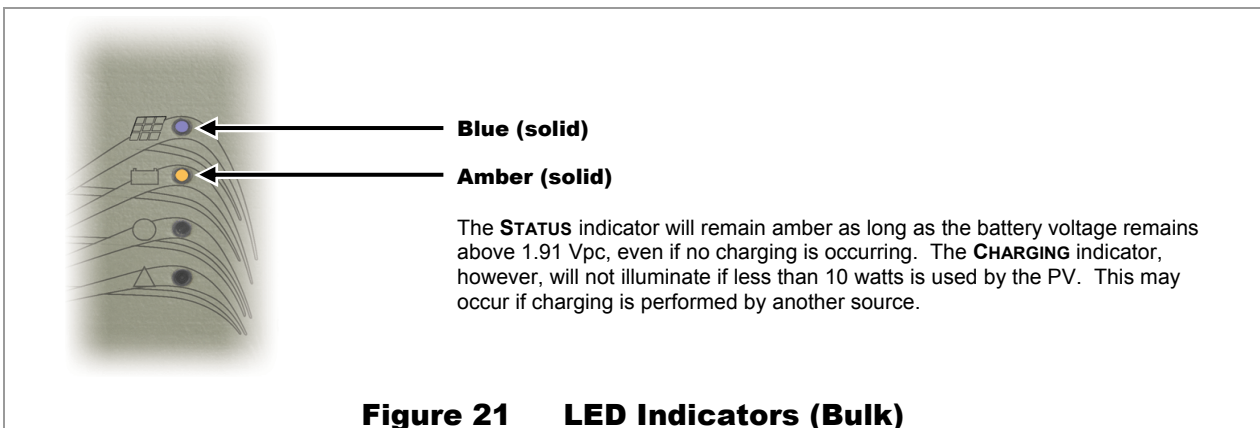 Blue (solid)
Amber (solid)
The STATUS indicator will remain amber as long as the battery voltage remains
above 1.91 Vpc, even if no charging is occurring. The CHARGING indicator,
however, will not illuminate if less than 10 watts is used by the PV. This may
occur if charging is performed by another source.
Figure 21 LED Indicators (Bulk)